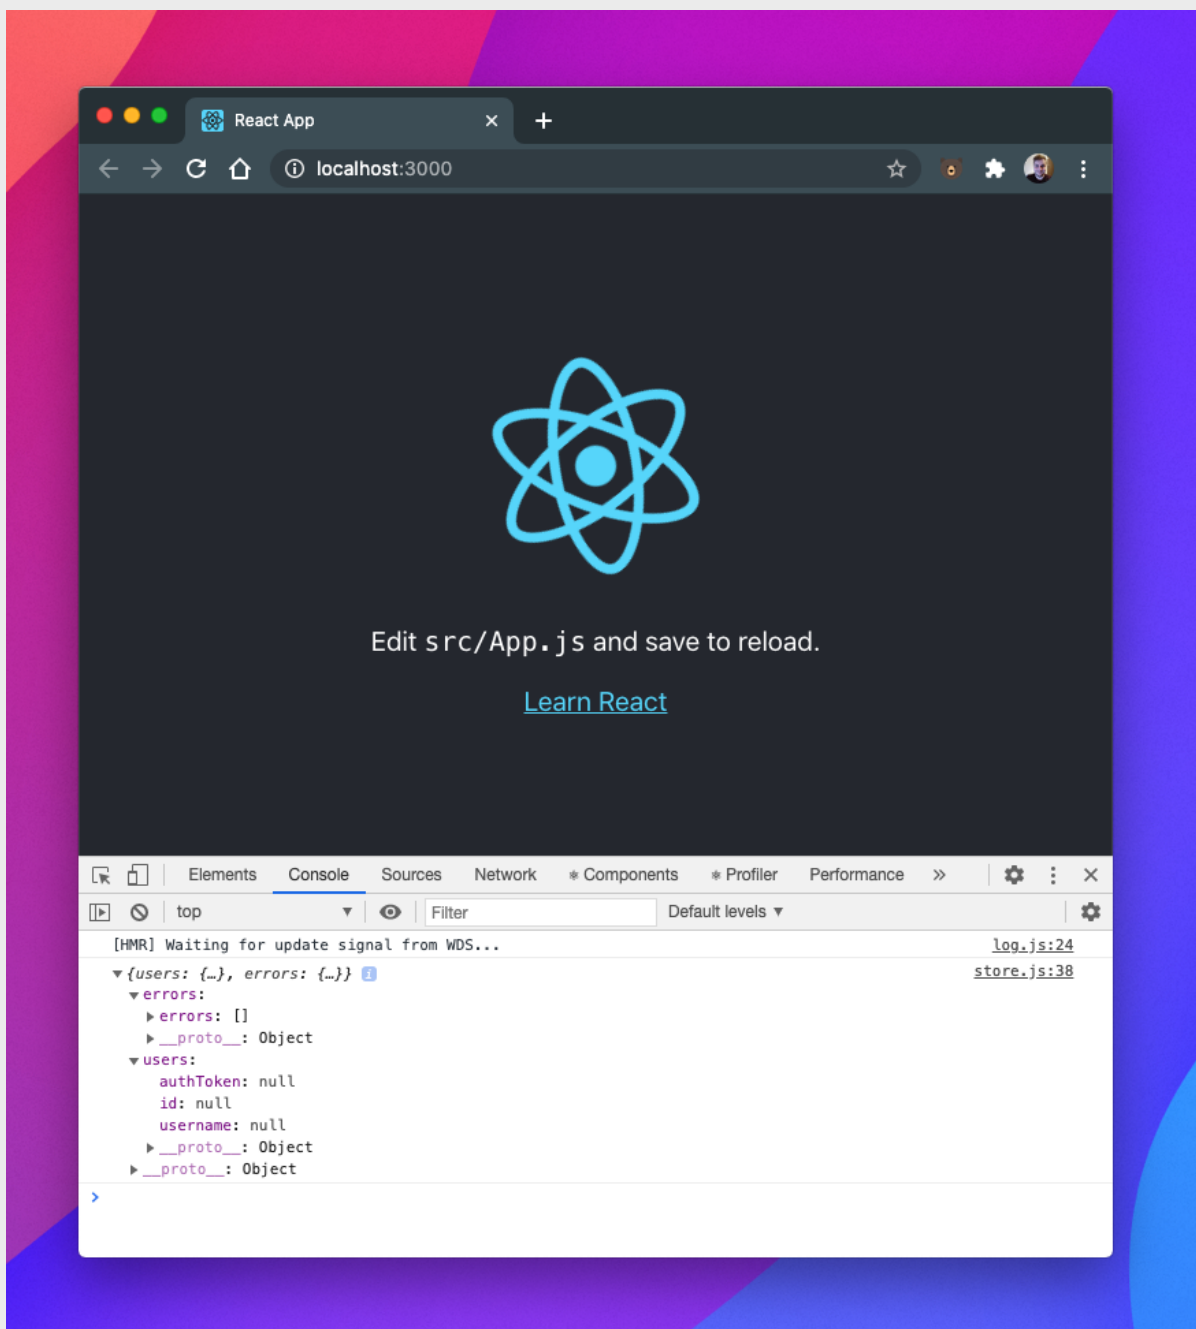 React App
localhost:3000
Edit src/App.js and save to reload.
Learn React
Elements Console Sources Network Components Profiler Performance »
top Filter Default levels
[HMR] Waiting for update signal from WDS... log.js:24
{users: {…}, errors: {…}} i store.js:38
errors:
errors: []
__proto__: Object
users:
authToken: null
id: null
username: null
__proto__: Object
__proto__: Object